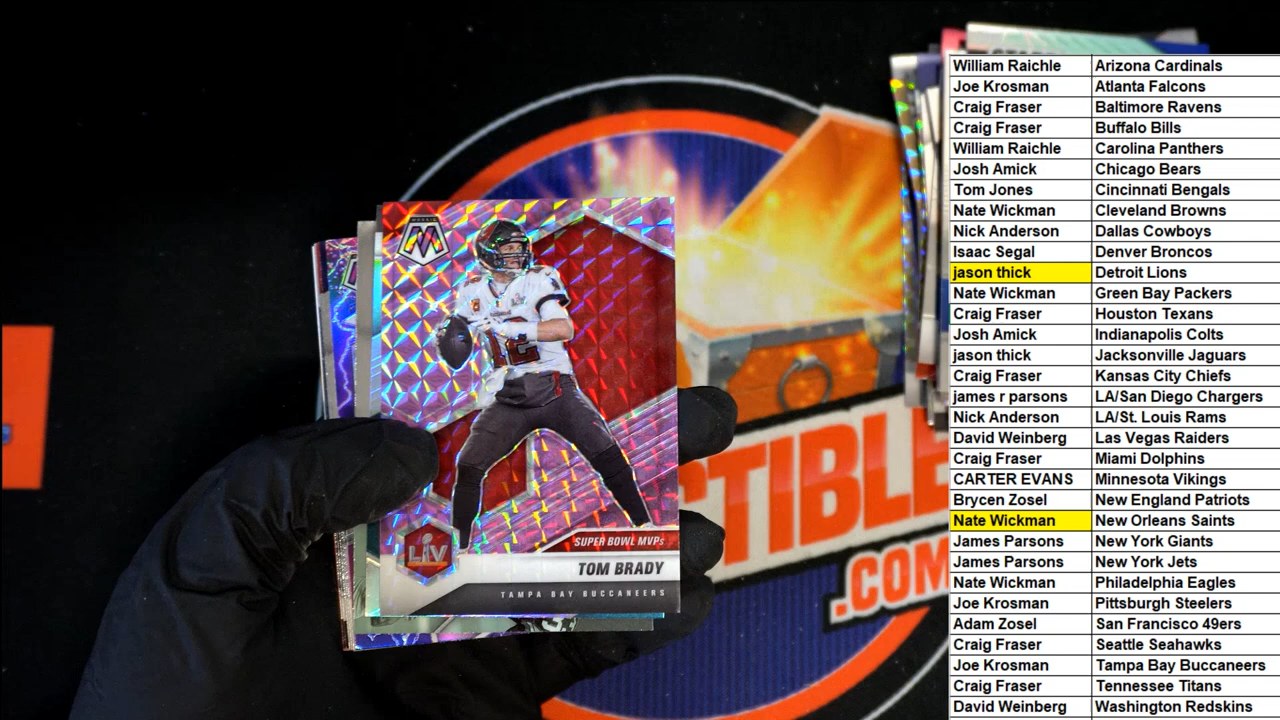 MOSAIC
M
12
LIV
SUPER BOWL MVPs
TOM BRADY
TAMPA BAY BUCCANEERS
TIBLE
.COM
William Raichle Arizona Cardinals
Joe Krosman Atlanta Falcons
Craig Fraser Baltimore Ravens
Craig Fraser Buffalo Bills
William Raichle Carolina Panthers
Josh Amick Chicago Bears
Tom Jones Cincinnati Bengals
Nate Wickman Cleveland Browns
Nick Anderson Dallas Cowboys
Isaac Segal Denver Broncos
jason thick Detroit Lions
Nate Wickman Green Bay Packers
Craig Fraser Houston Texans
Josh Amick Indianapolis Colts
jason thick Jacksonville Jaguars
Craig Fraser Kansas City Chiefs
james r parsons LA/San Diego Chargers
Nick Anderson LA/St. Louis Rams
David Weinberg Las Vegas Raiders
Craig Fraser Miami Dolphins
CARTER EVANS Minnesota Vikings
Brycen Zosel New England Patriots
Nate Wickman New Orleans Saints
James Parsons New York Giants
James Parsons New York Jets
Nate Wickman Philadelphia Eagles
Joe Krosman Pittsburgh Steelers
Adam Zosel San Francisco 49ers
Craig Fraser Seattle Seahawks
Joe Krosman Tampa Bay Buccaneers
Craig Fraser Tennessee Titans
David Weinberg Washington Redskins